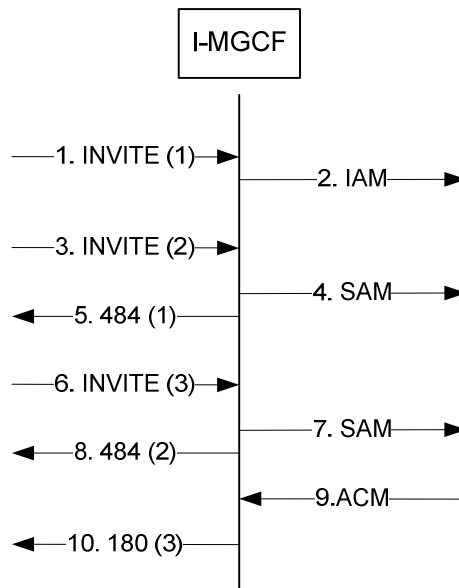 I-MGCF
1. INVITE (1)
2. IAM
3. INVITE (2)
4. SAM
5. 484 (1)
6. INVITE (3)
7. SAM
8. 484 (2)
9.ACM
10. 180 (3)